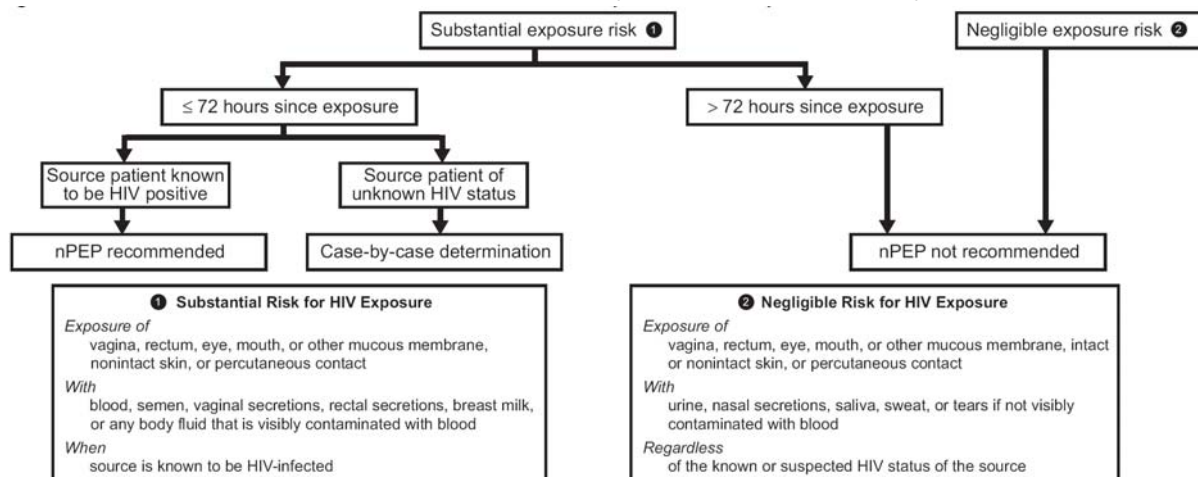 Substantial exposure risk ❶
Negligible exposure risk ❷
≤ 72 hours since exposure
> 72 hours since exposure
Source patient known
to be HIV positive
Source patient of
unknown HIV status
nPEP recommended
Case-by-case determination
nPEP not recommended
❶ Substantial Risk for HIV Exposure
Exposure of
vagina, rectum, eye, mouth, or other mucous membrane,
nonintact skin, or percutaneous contact
With
blood, semen, vaginal secretions, rectal secretions, breast milk,
or any body fluid that is visibly contaminated with blood
When
source is known to be HIV-infected
❷ Negligible Risk for HIV Exposure
Exposure of
vagina, rectum, eye, mouth, or other mucous membrane, intact
or nonintact skin, or percutaneous contact
With
urine, nasal secretions, saliva, sweat, or tears if not visibly
contaminated with blood
Regardless
of the known or suspected HIV status of the source